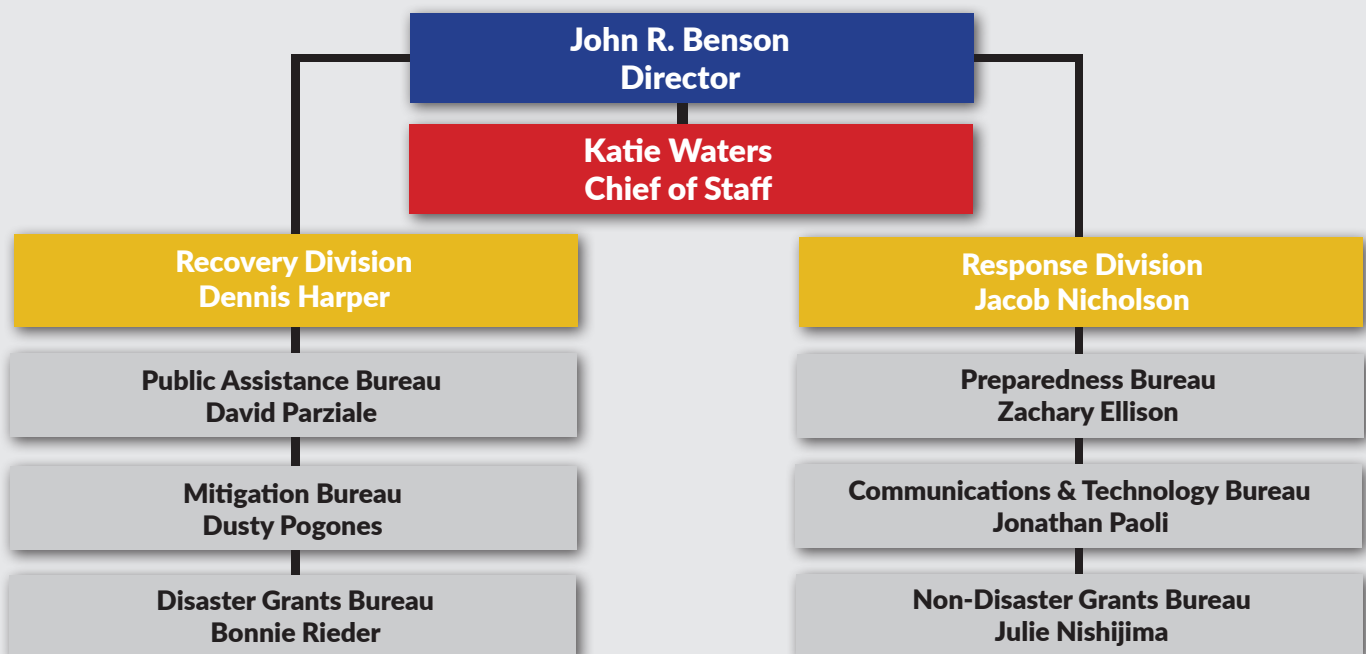 John R. Benson
Director
Katie Waters
Chief of Staff
Recovery Division
Dennis Harper
Public Assistance Bureau
David Parziale
Mitigation Bureau
Dusty Pogones
Disaster Grants Bureau
Bonnie Rieder
Response Division
Jacob Nicholson
Preparedness Bureau
Zachary Ellison
Communications & Technology Bureau
Jonathan Paoli
Non-Disaster Grants Bureau
Julie Nishijima